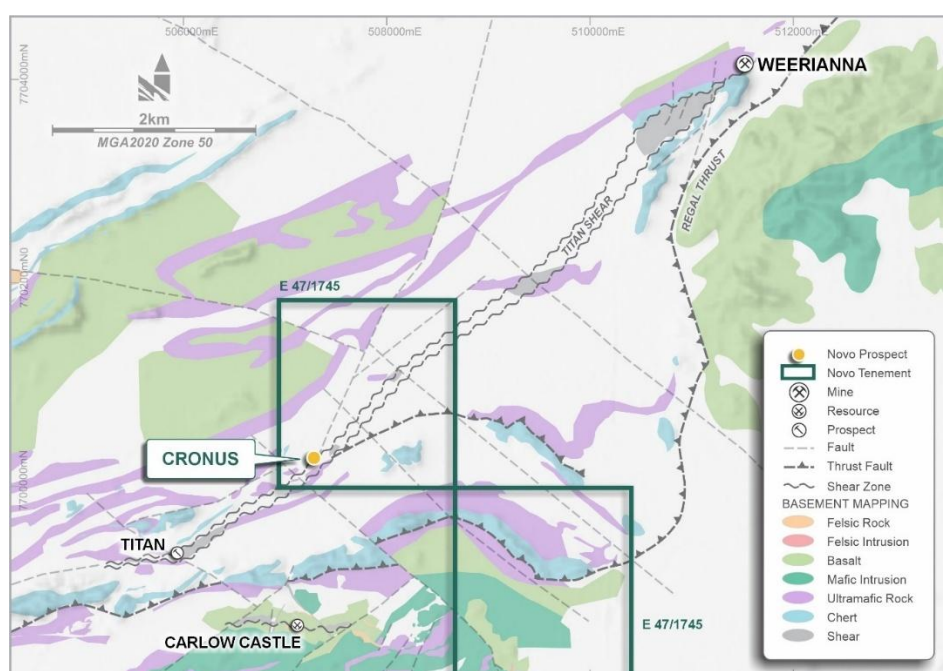 506000mE
508000mE
510000mE
512000mE
7704000mN
WEERIANNA
2km
MGA2020 Zone 50
REGAL THRUST
TITAN SHEAR
770200mN0
E 47/1745
CRONUS
7700000mN
TITAN
CARLOW CASTLE
E 47/1745
Novo Prospect
Novo Tenement
Mine
Resource
Prospect
Fault
Thrust Fault
Shear Zone
BASEMENT MAPPING
Felsic Rock
Felsic Intrusion
Basalt
Mafic Intrusion
Ultramafic Rock
Chert
Shear